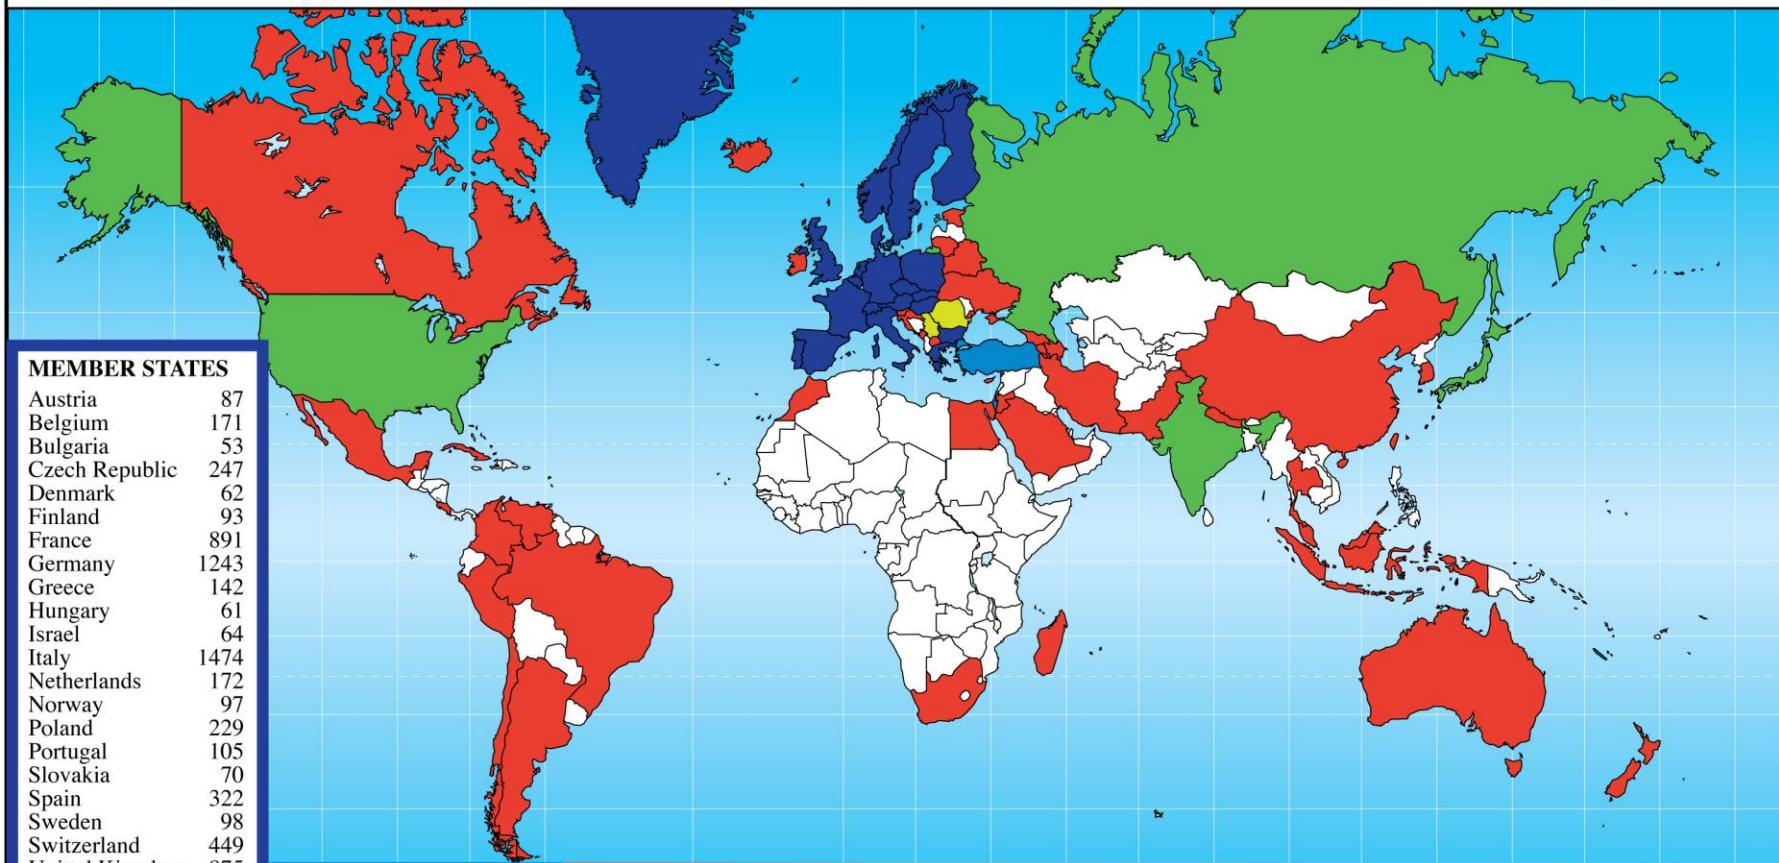 MEMBER STATES
Austria 87
Belgium 171
Bulgaria 53
Czech Republic 247
Denmark 62
Finland 93
France 891
Germany 1243
Greece 142
Hungary 61
Israel 64
Italy 1474
Netherlands 172
Norway 97
Poland 229
Portugal 105
Slovakia 70
Spain 322
Sweden 98
Switzerland 449